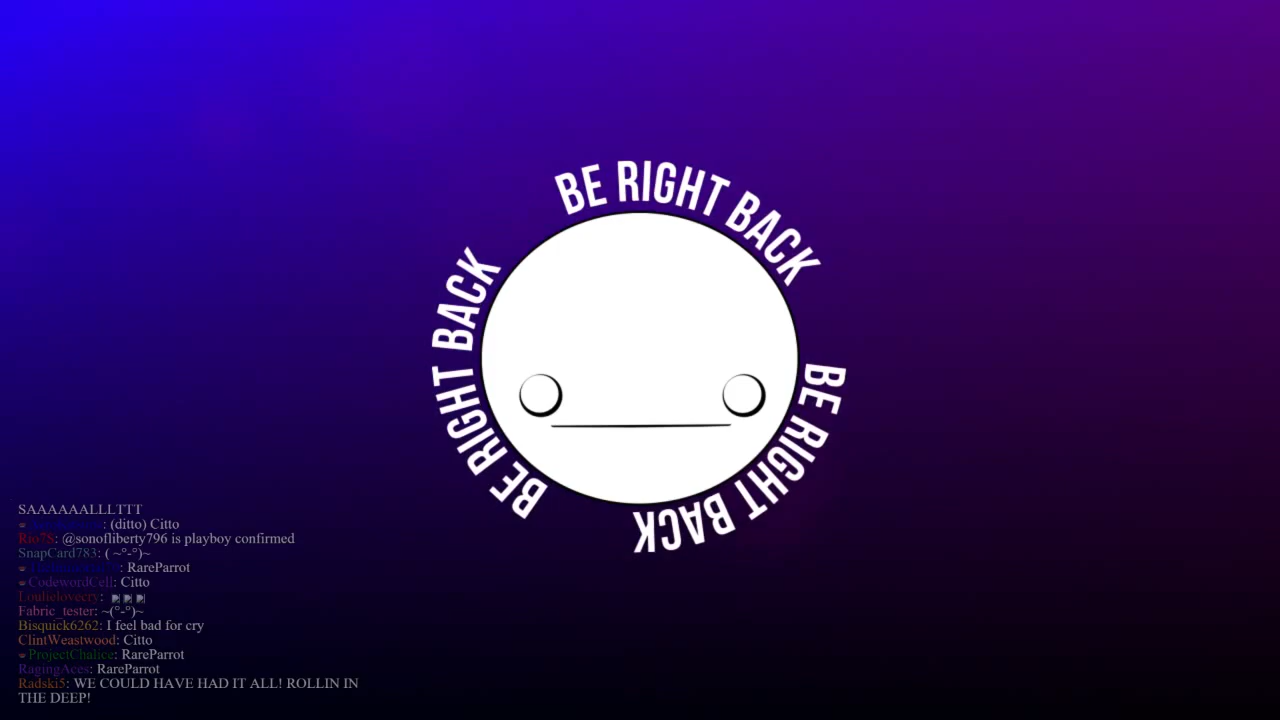 BE RIGHT BACK
BE RIGHT BACK
BE RIGHT BACK
SAAAAAALLLTTT
: (ditto) Citto
Rio7S: @sonofliberty796 is playboy confirmed
SnapCard783: ( ~°-°)~
: RareParrot
CodewordCell: Citto
Loulielovecry:
Fabric_tester: ~(°-°)~
Bisquick6262: I feel bad for cry
ClintWeastwood: Citto
ProjectChalice: RareParrot
RagingAces: RareParrot
Radski5: WE COULD HAVE HAD IT ALL! ROLLIN IN
THE DEEP!